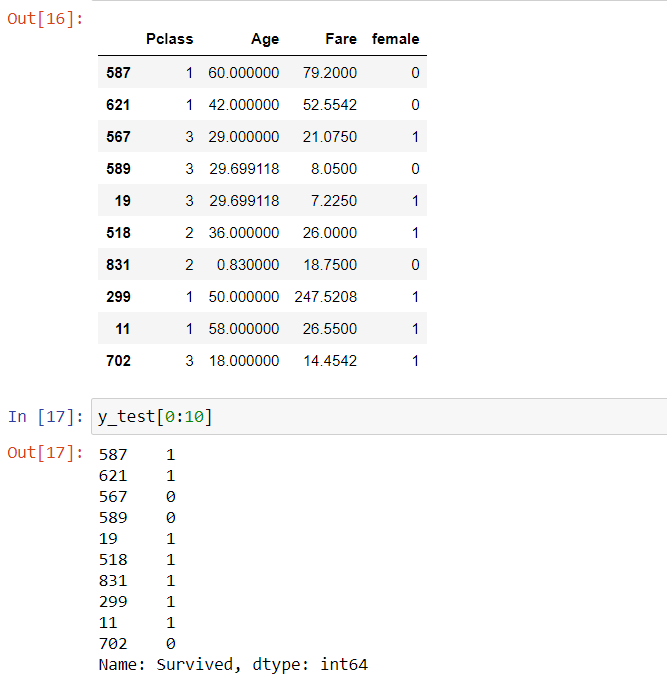 Out[16]:
Pclass Age Fare female
587 1 60.000000 79.2000 0
621 1 42.000000 52.5542 0
567 3 29.000000 21.0750 1
589 3 29.699118 8.0500 0
19 3 29.699118 7.2250 1
518 2 36.000000 26.0000 1
831 2 0.830000 18.7500 0
299 1 50.000000 247.5208 1
11 1 58.000000 26.5500 1
702 3 18.000000 14.4542 1
In [17]: y_test[0:10]
Out[17]: 587 1
621 1
567 0
589 0
19 1
518 1
831 1
299 1
11 1
702 0
Name: Survived, dtype: int64